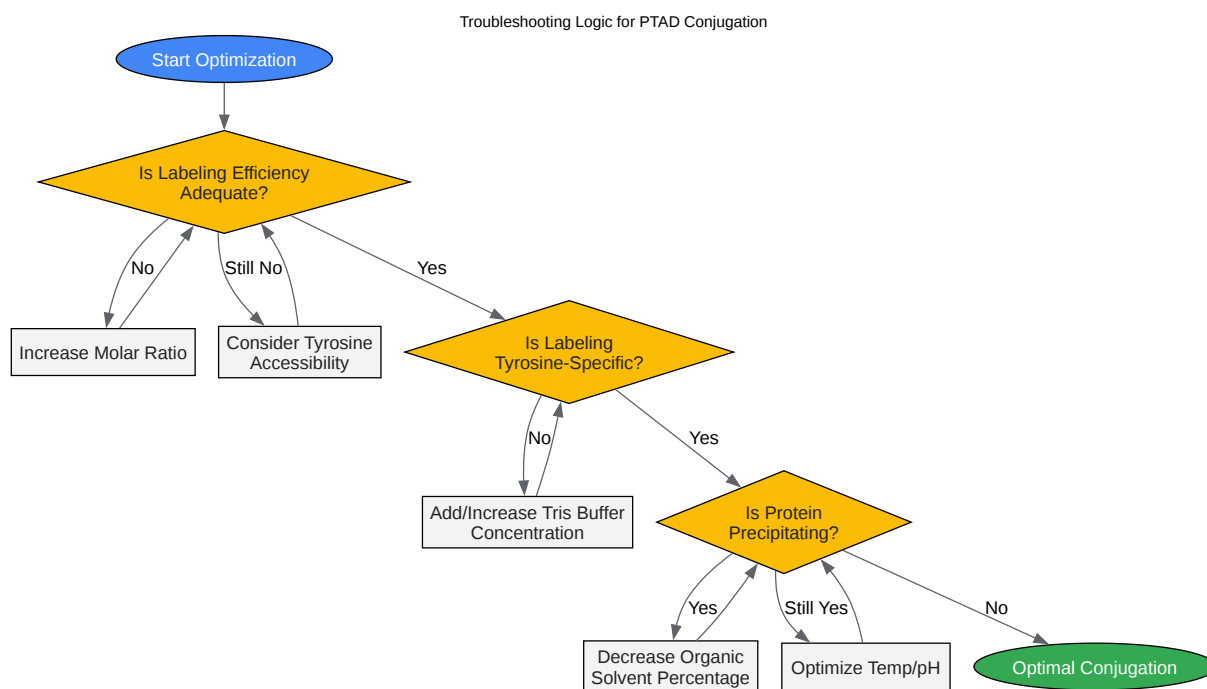 Troubleshooting Logic for PTAD Conjugation
Start Optimization
Is Labeling Efficiency
Adequate?
No
Still No
Yes
Increase Molar Ratio
Consider Tyrosine
Accessibility
Is Labeling
Tyrosine-Specific?
No
Yes
Add/Increase Tris Buffer
Concentration
Is Protein
Precipitating?
Yes
Still Yes
No
Decrease Organic
Solvent Percentage
Optimize Temp/pH
Optimal Conjugation